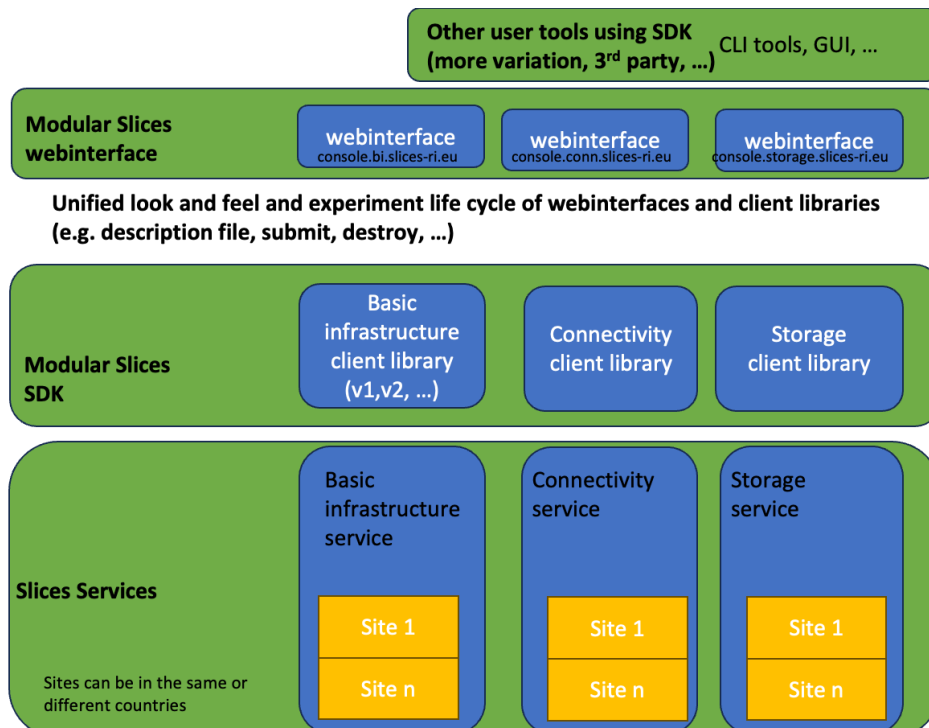 Other user tools using SDK
(more variation, 3rd party, …)
CLI tools, GUI, …
Modular Slices
webinterface
webinterface
console.bi.slices-ri.eu
webinterface
console.conn.slices-ri.eu
webinterface
console.storage.slices-ri.eu
Unified look and feel and experiment life cycle of webinterfaces and client libraries
(e.g. description file, submit, destroy, …)
Modular Slices
SDK
Basic
infrastructure
client library
(v1,v2, …)
Connectivity
client library
Storage
client library
Slices Services
Basic
infrastructure
service
Connectivity
service
Storage
service
Site 1
Site n
Site 1
Site n
Site 1
Site n
Sites can be in the same or
different countries